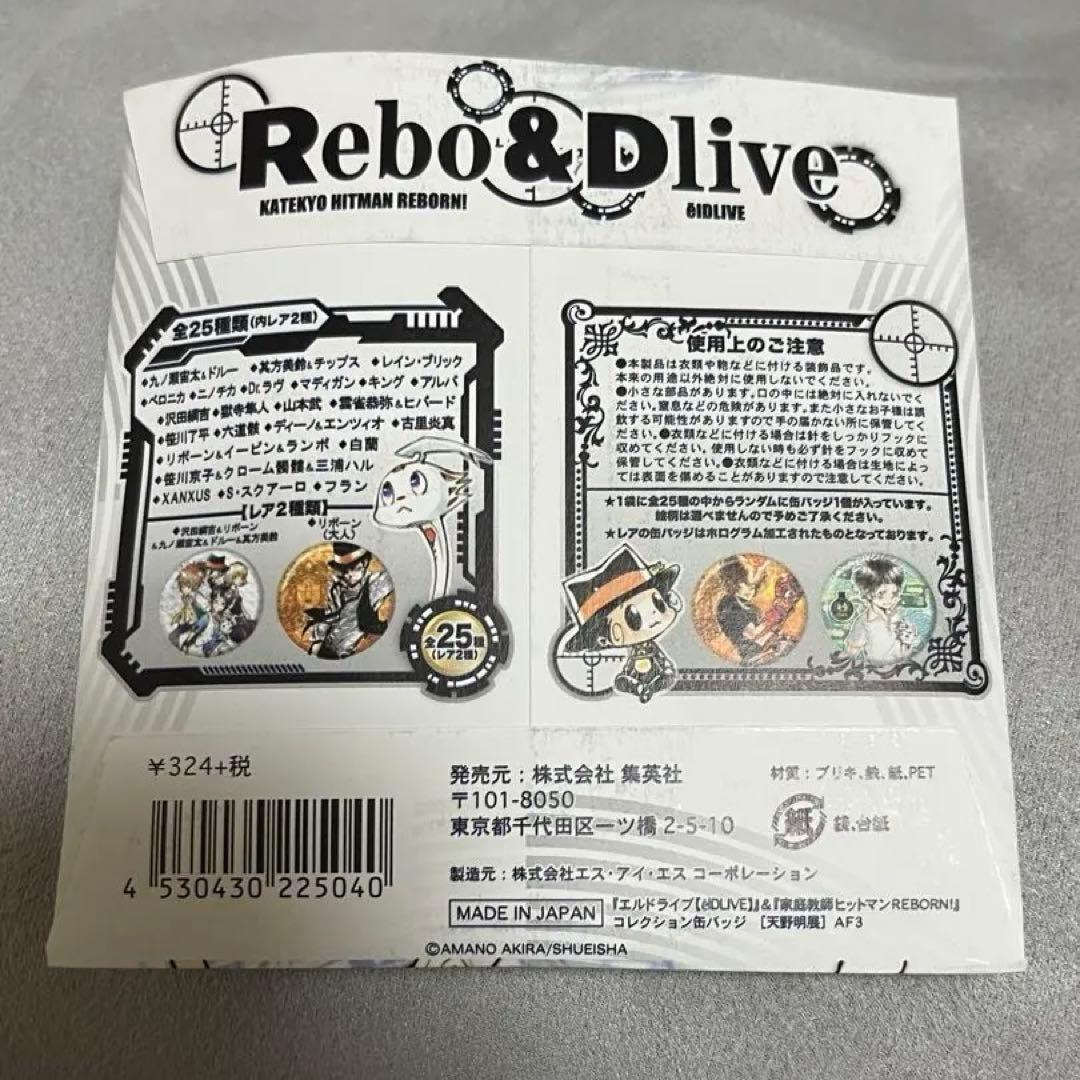 Rebo&Dlive
KATEKYO HITMAN REBORN!
ēlDLIVE
全25種類(内レア2種)
◆九ノ瀬宙太&ドルー ◆其方美鈴&チップス ◆レイン・ブリック
◆ベロニカ ◆ニノチカ ◆Dr.ラヴ ◆マディガン ◆キング ◆アルパ
◆沢田綱吉 ◆獄寺隼人 ◆山本武 ◆雲雀恭弥&ヒバード
◆笹川了平 ◆六道骸 ◆ディーノ&エンツィオ ◆古里炎真
◆リボーン&イーピン&ランボ ◆白蘭
◆笹川京子&クローム髑髏&三浦ハル
◆XANXUS ◆S・スクアーロ ◆フラン
【レア2種類】
◆沢田綱吉&リボーン
&九ノ瀬宙太&ドルー&其方美鈴
◆リボーン
(大人)
全25種
(レア2種)
使用上のご注意
●本製品は衣類や鞄などに付ける装飾品です。
本来の用途以外絶対に使用しないでください。
●小さな部品があります。口の中には絶対に入れないでく
ださい。窒息などの危険があります。また小さなお子様は誤
飲する可能性がありますので手の届かない所に保管してく
ださい。●衣類などに付ける場合は針をしっかりフックに
収めてください。使用しない時も必ず針をフックに収めて
保管してください。●衣類などに付ける場合は生地によっ
ては表面を傷めることがありますので注意してください。
★1袋に全25種の中からランダムに缶バッジ1個が入っています。
絵柄は選べませんので予めご了承ください。
★レアの缶バッジはホログラム加工されたものとなっております。
¥324+税
4 530430 225040
発売元：株式会社 集英社
〒101-8050
東京都千代田区一ツ橋 2-5-10
製造元：株式会社エス・アイ・エス コーポレーション
MADE IN JAPAN
『エルドライブ【ēlDLIVE】』&『家庭教師ヒットマンREBORN!』
コレクション缶バッジ [天野明展] AF3
©AMANO AKIRA/SHUEISHA
材質：ブリキ、鉄、紙、PET
紙
袋、台紙